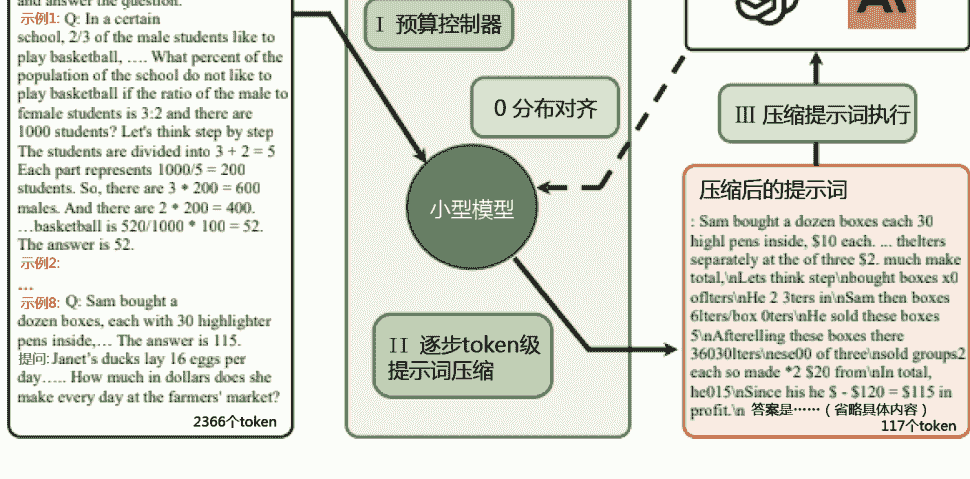 and answer the question.
示例1: Q: In a certain
school, 2/3 of the male students like to
play basketball, …. What percent of the
population of the school do not like to
play basketball if the ratio of the male to
female students is 3:2 and there are
1000 students? Let's think step by step
The students are divided into 3 + 2 = 5
Each part represents 1000/5 = 200
students. So, there are 3 * 200 = 600
males. And there are 2 * 200 = 400.
…basketball is 520/1000 * 100 = 52.
The answer is 52.
示例2:
...
示例8: Q: Sam bought a
dozen boxes, each with 30 highlighter
pens inside,… The answer is 115.
提问: Janet's ducks lay 16 eggs per
day….. How much in dollars does she
make every day at the farmers' market?
2366个token
I 预算控制器
0 分布对齐
小型模型
II 逐步token级
提示词压缩
III 压缩提示词执行
压缩后的提示词
: Sam bought a dozen boxes each 30
highl pens inside, $10 each. ... thelters
separately at the of three $2. much make
total,\nLets think step\nbought boxes x0
oflters\nHe 2 3ters in\nSam then boxes
6lters/box 0ters\nHe sold these boxes
5\nAfterelling these boxes there
36030lters\nese00 of three\nsold groups2
each so made *2 $20 from\nIn total,
he015\nSince his he $ - $120 = $115 in
profit.\n 答案是……（省略具体内容）
117个token